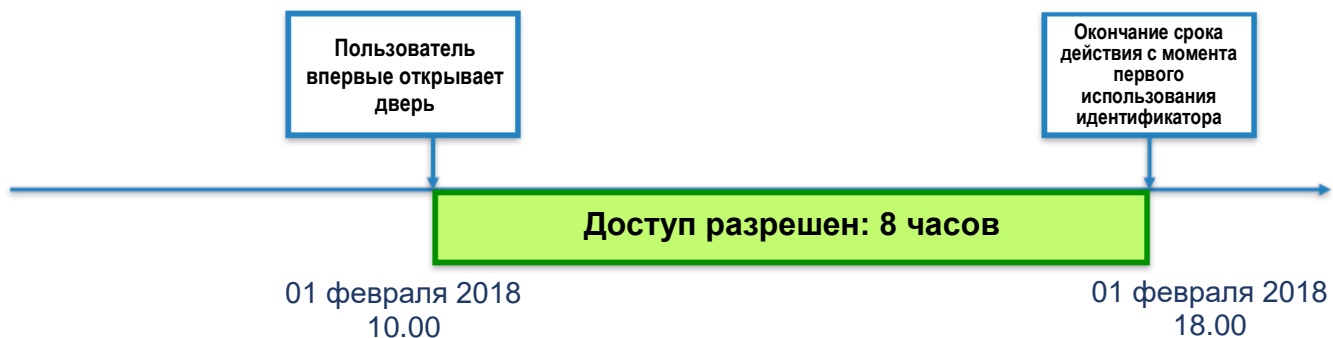 Пользователь
впервые открывает
дверь
Окончание срока
действия с момента
первого
использования
идентификатора
Доступ разрешен: 8 часов
01 февраля 2018
10.00
01 февраля 2018
18.00